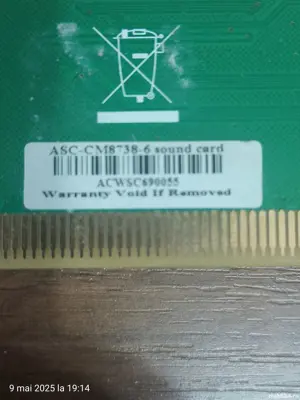 ASC-CM8738-6 sound card
ACWSC690055
Warranty Void If Removed
9 mai 2025 la 19:14